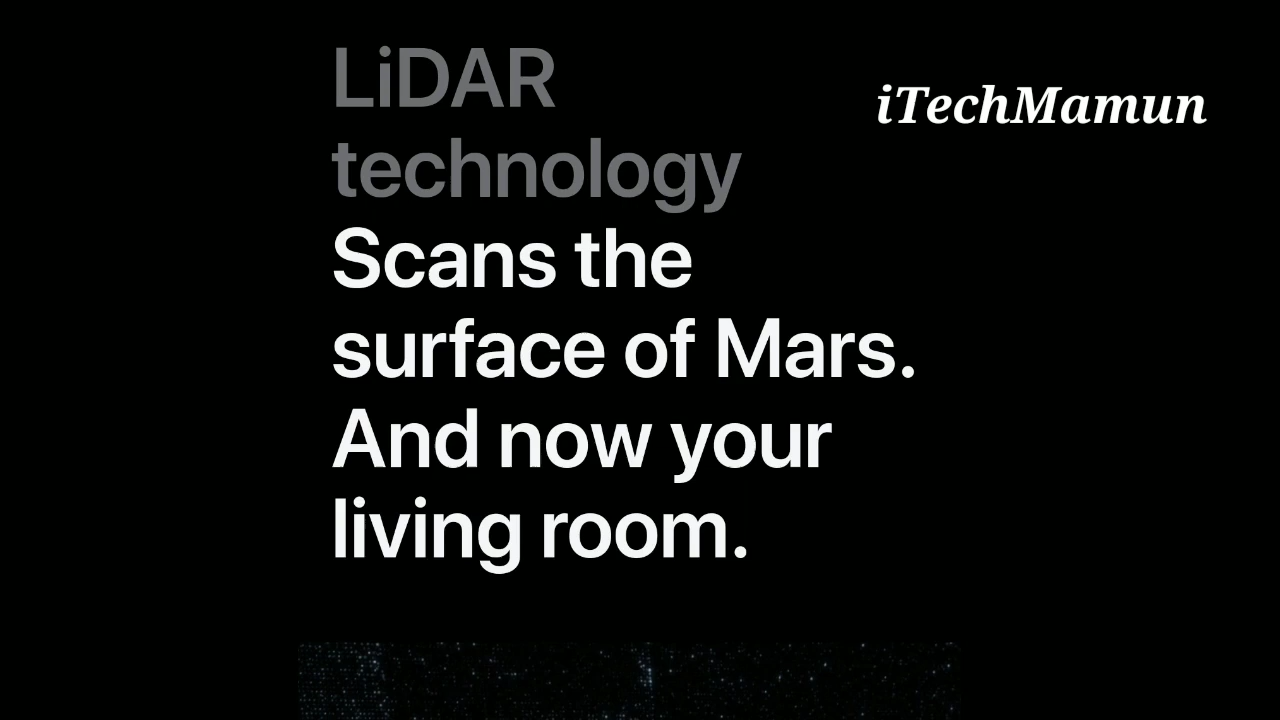 LiDAR
technology
Scans the
surface of Mars.
And now your
living room.
iTechMamun